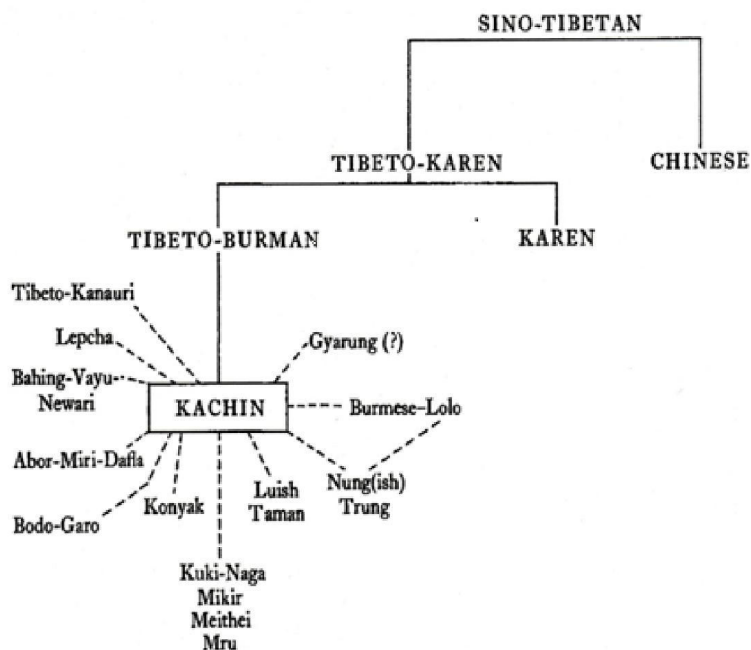 SINO-TIBETAN
TIBETO-KAREN
CHINESE
TIBETO-BURMAN
KAREN
Tibeto-Kanauri
Lepcha
Gyarung (?)
Bahing-Vayu-
Newari
KACHIN
Burmese-Lolo
Abor-Miri-Dafla
Konyak
Luish
Taman
Nung(ish)
Trung
Bodo-Garo
Kuki-Naga
Mikir
Meithei
Mru